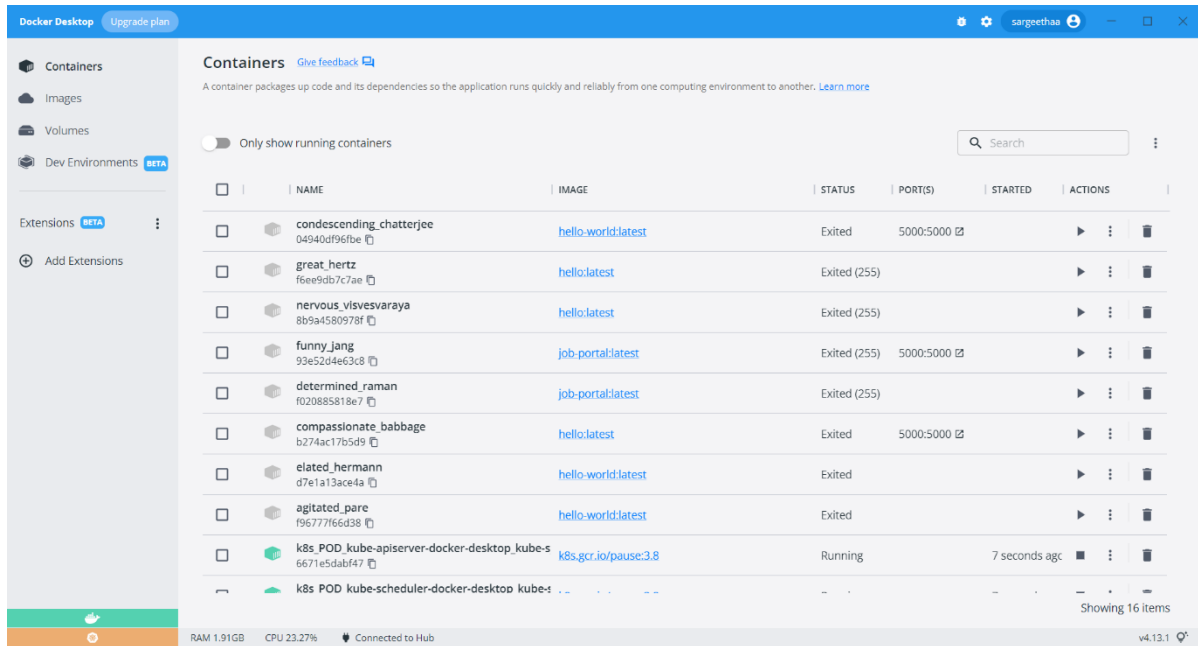 Docker Desktop Upgrade plan sargeethaa
Containers
Images
Volumes
Dev Environments BETA
Extensions BETA
Add Extensions
Containers Give feedback
A container packages up code and its dependencies so the application runs quickly and reliably from one computing environment to another. Learn more
Only show running containers Search
NAME IMAGE STATUS PORT(S) STARTED ACTIONS
condescending_chatterjee
04940df96fbe hello-world:latest Exited 5000:5000
great_hertz
f6ee9db7c7ae hello:latest Exited (255)
nervous_visvesvaraya
8b9a4580978f hello:latest Exited (255)
funny_jang
93e52d4e63c8 job-portal:latest Exited (255) 5000:5000
determined_raman
f020885818e7 job-portal:latest Exited (255)
compassionate_babbage
b274ac17b5d9 hello:latest Exited 5000:5000
elated_hermann
d7e1a13ace4a hello-world:latest Exited
agitated_pare
f96777f66d38 hello-world:latest Exited
k8s_POD_kube-apiserver-docker-desktop_kube-s
6671e5dabf47 k8s.gcr.io/pause:3.8 Running 7 seconds agc
k8s_POD_kube-scheduler-docker-desktop_kube-s
Showing 16 items
RAM 1.91GB CPU 23.27% Connected to Hub v4.13.1